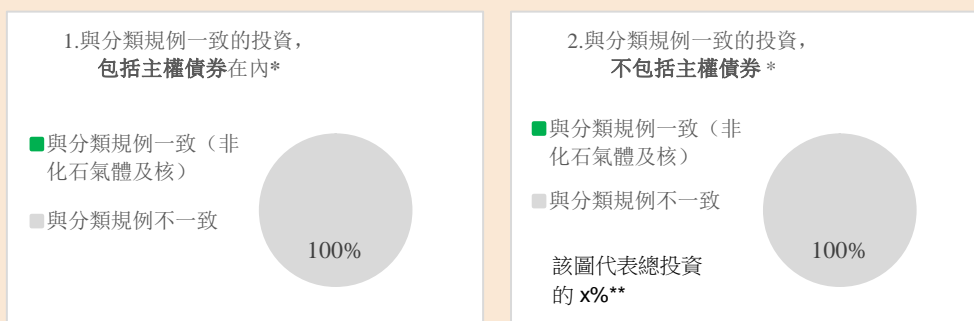 1.與分類規例一致的投資，
包括主權債券在內*
與分類規例一致（非
化石氣體及核）
與分類規例不一致
100%
2.與分類規例一致的投資，
不包括主權債券 *
與分類規例一致（非
化石氣體及核）
與分類規例不一致
100%
該圖代表總投資
的 x%**